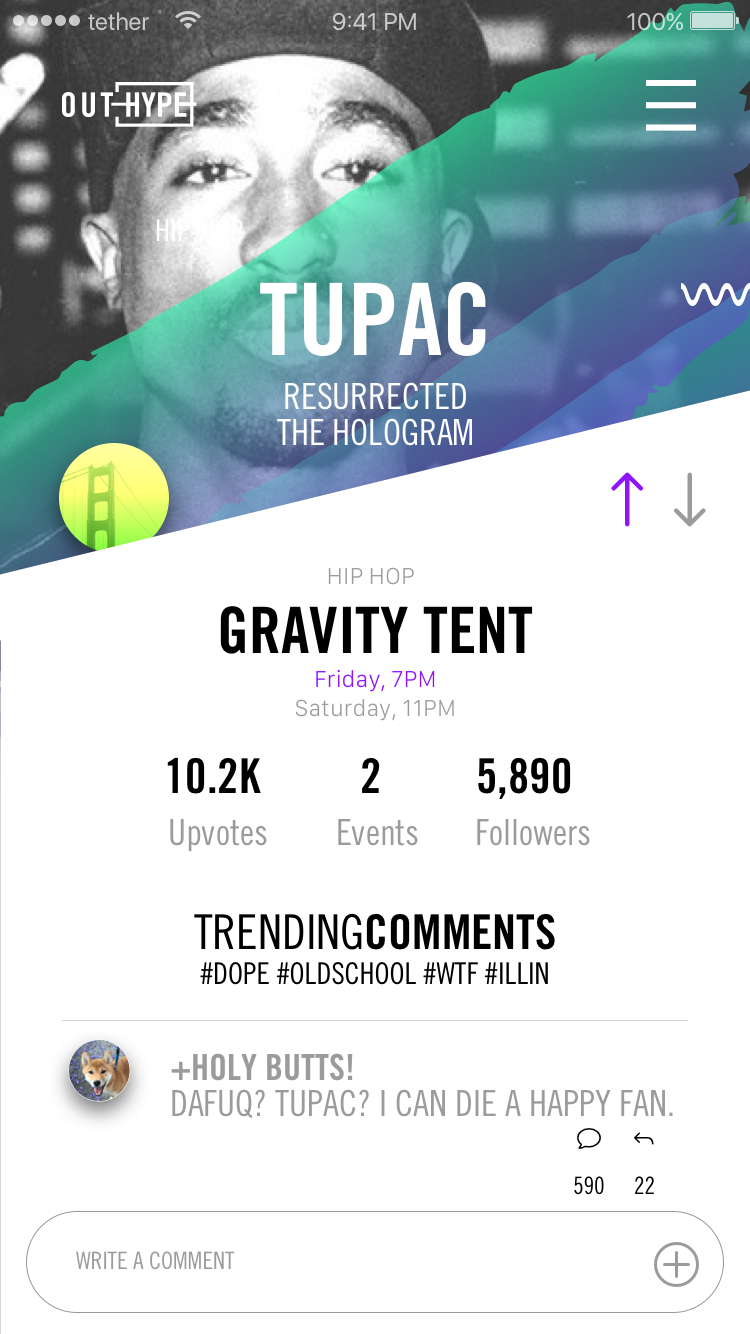 tether 9:41 PM 100%
OUT HYPE
TUPAC
RESURRECTED
THE HOLOGRAM
HIP HOP
GRAVITY TENT
Friday, 7PM
Saturday, 11PM
10.2K 2 5,890
Upvotes Events Followers
TRENDINGCOMMENTS
#DOPE #OLDSCHOOL #WTF #ILLIN
+HOLY BUTTS!
DAFUQ? TUPAC? I CAN DIE A HAPPY FAN.
590 22
WRITE A COMMENT